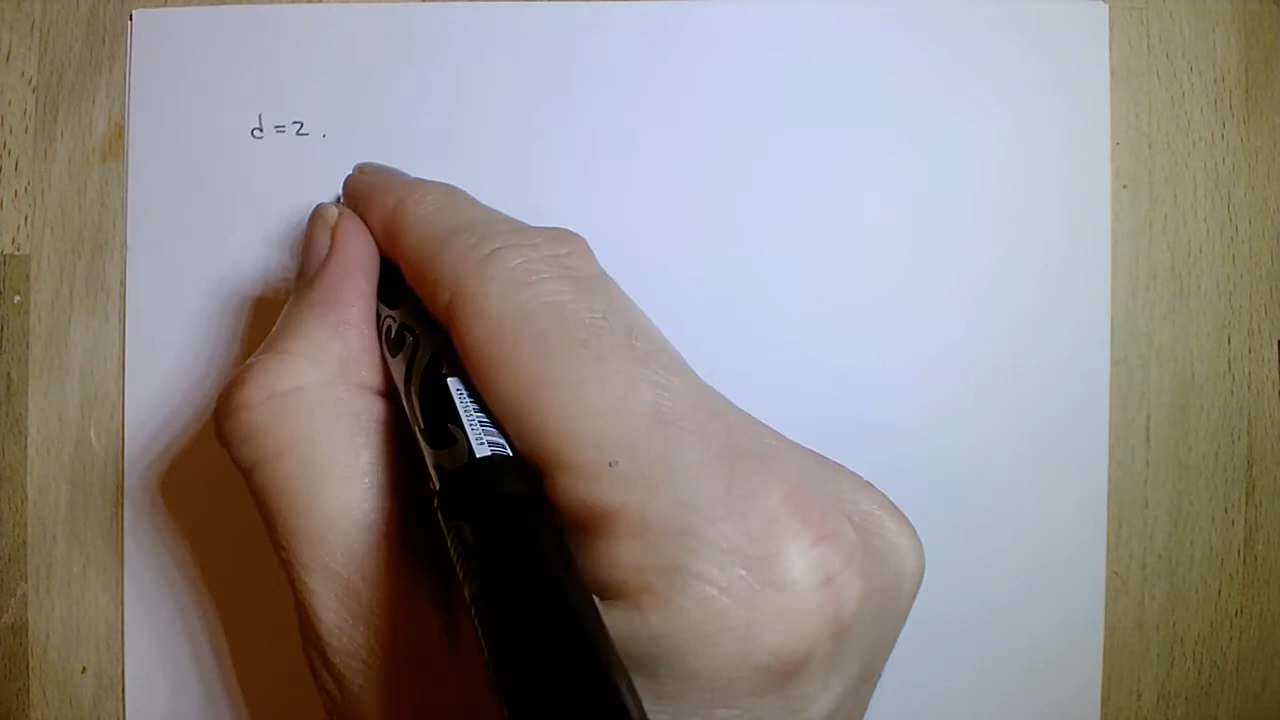 d = 2 .